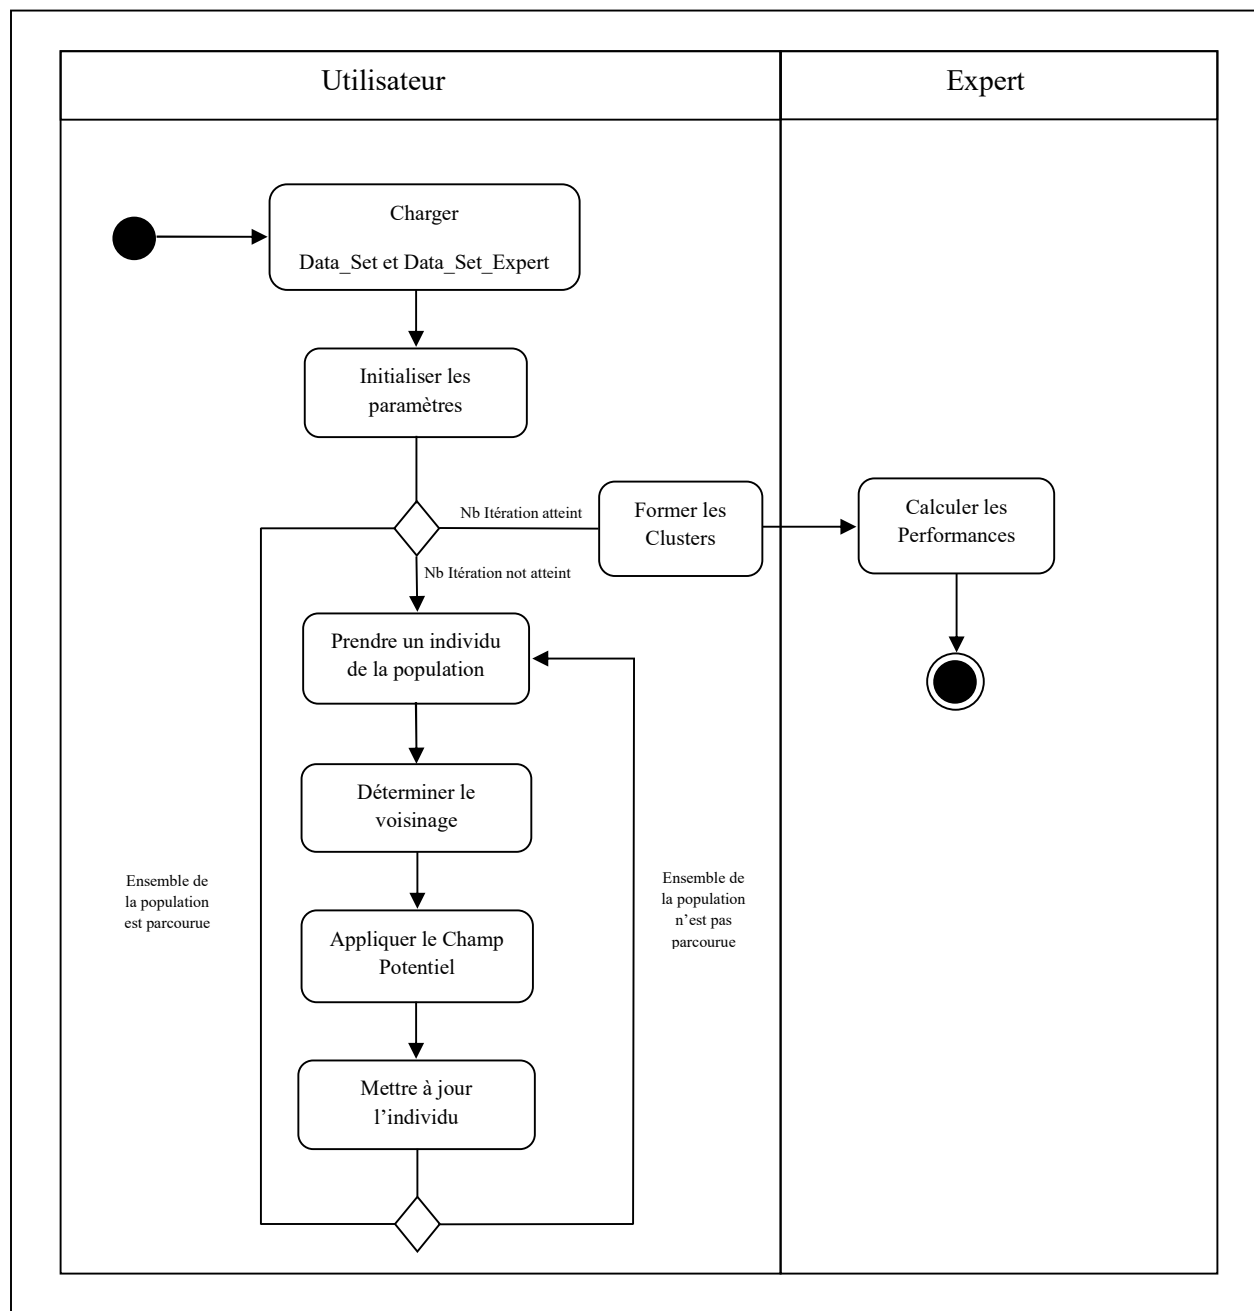 Utilisateur
Expert
Charger
Data_Set et Data_Set_Expert
Initialiser les
paramètres
Nb Itération atteint
Former les
Clusters
Calculer les
Performances
Nb Itération not atteint
Prendre un individu
de la population
Déterminer le
voisinage
Ensemble de
la population
est parcourue
Ensemble de
la population
n’est pas
parcourue
Appliquer le Champ
Potentiel
Mettre à jour
l’individu